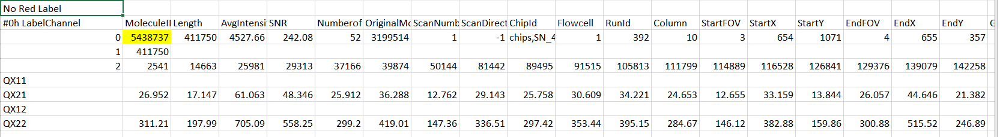 No Red Label
#0h LabelChannel MoleculeI Length AvgIntensi SNR Numberof OriginalMo ScanNumb ScanDirect ChipId Flowcell RunId Column StartFOV StartX StartY EndFOV EndX EndY G
0 5438737 411750 4527.66 242.08 52 3199514 1 -1 chips,SN_4 1 392 10 3 654 1071 4 655 357
1 411750
2 2541 14663 25981 29313 37166 39874 50144 81442 89495 91515 105813 111799 114889 116528 126841 129376 139079 142258
QX11
QX21 26.952 17.147 61.063 48.346 25.912 36.288 12.762 29.143 25.758 30.609 34.221 24.653 12.655 33.159 13.844 26.057 44.646 21.382
QX12
QX22 311.21 197.99 705.09 558.25 299.2 419.01 147.36 336.51 297.42 353.44 395.15 284.67 146.12 382.88 159.86 300.88 515.52 246.89